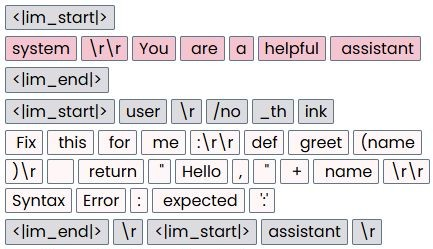 <|im_start|>
system \r\r You are a helpful assistant
<|im_end|>
<|im_start|> user \r /no _th ink
Fix this for me :\r\r def greet (name
)\r return " Hello , " + name \r\r
Syntax Error : expected ':'
<|im_end|> \r <|im_start|> assistant \r